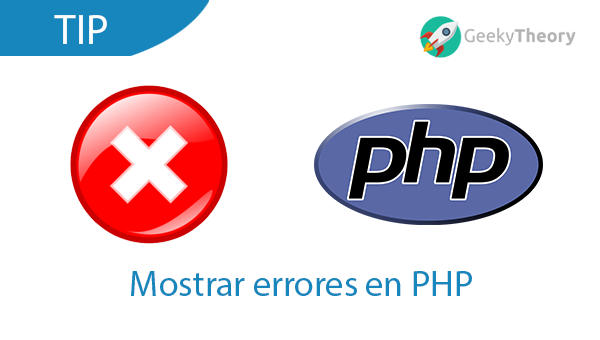 TIP
GeekyTheory
php
Mostrar errores en PHP